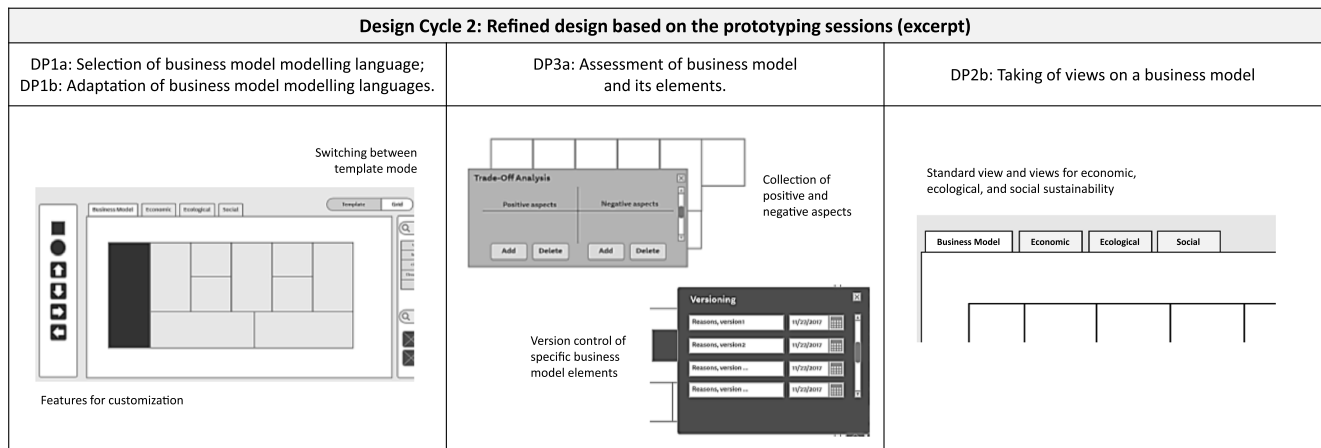 Design Cycle 2: Refined design based on the prototyping sessions (excerpt)
DP1a: Selection of business model modelling language;
DP1b: Adaptation of business model modelling languages.
DP3a: Assessment of business model
and its elements.
DP2b: Taking of views on a business model
Switching between
template mode
Business Model
Economic
Ecological
Social
Template
Grid
Features for customization
Trade-Off Analysis
Positive aspects
Negative aspects
Add
Delete
Add
Delete
Collection of
positive and
negative aspects
Version control of
specific business
model elements
Versioning
Reasons, version1
11/22/2017
Reasons, version2
11/22/2017
Reasons, version ...
11/22/2017
Reasons, version ...
11/22/2017
Standard view and views for economic,
ecological, and social sustainability
Business Model
Economic
Ecological
Social